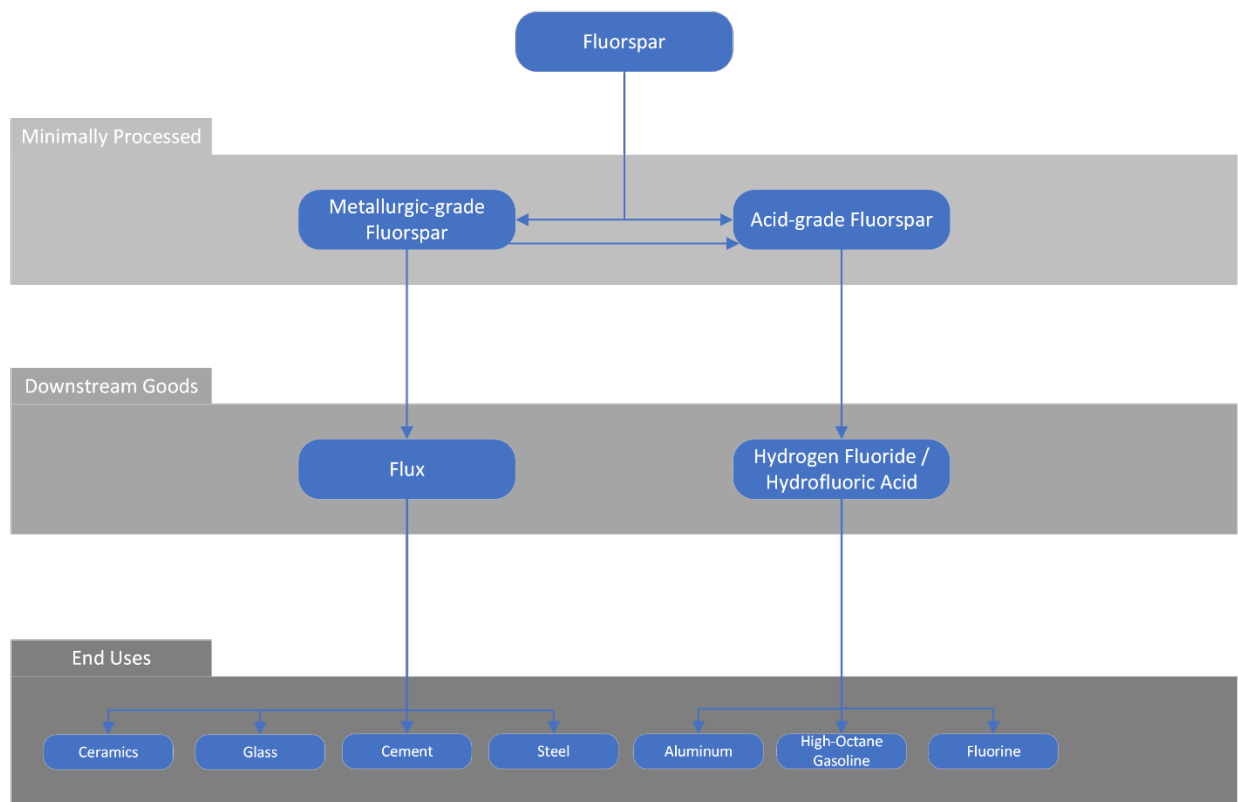 Fluorspar
Minimally Processed
Metallurgic-grade
Fluorspar
Acid-grade Fluorspar
Downstream Goods
Flux
Hydrogen Fluoride /
Hydrofluoric Acid
End Uses
Ceramics
Glass
Cement
Steel
Aluminum
High-Octane
Gasoline
Fluorine